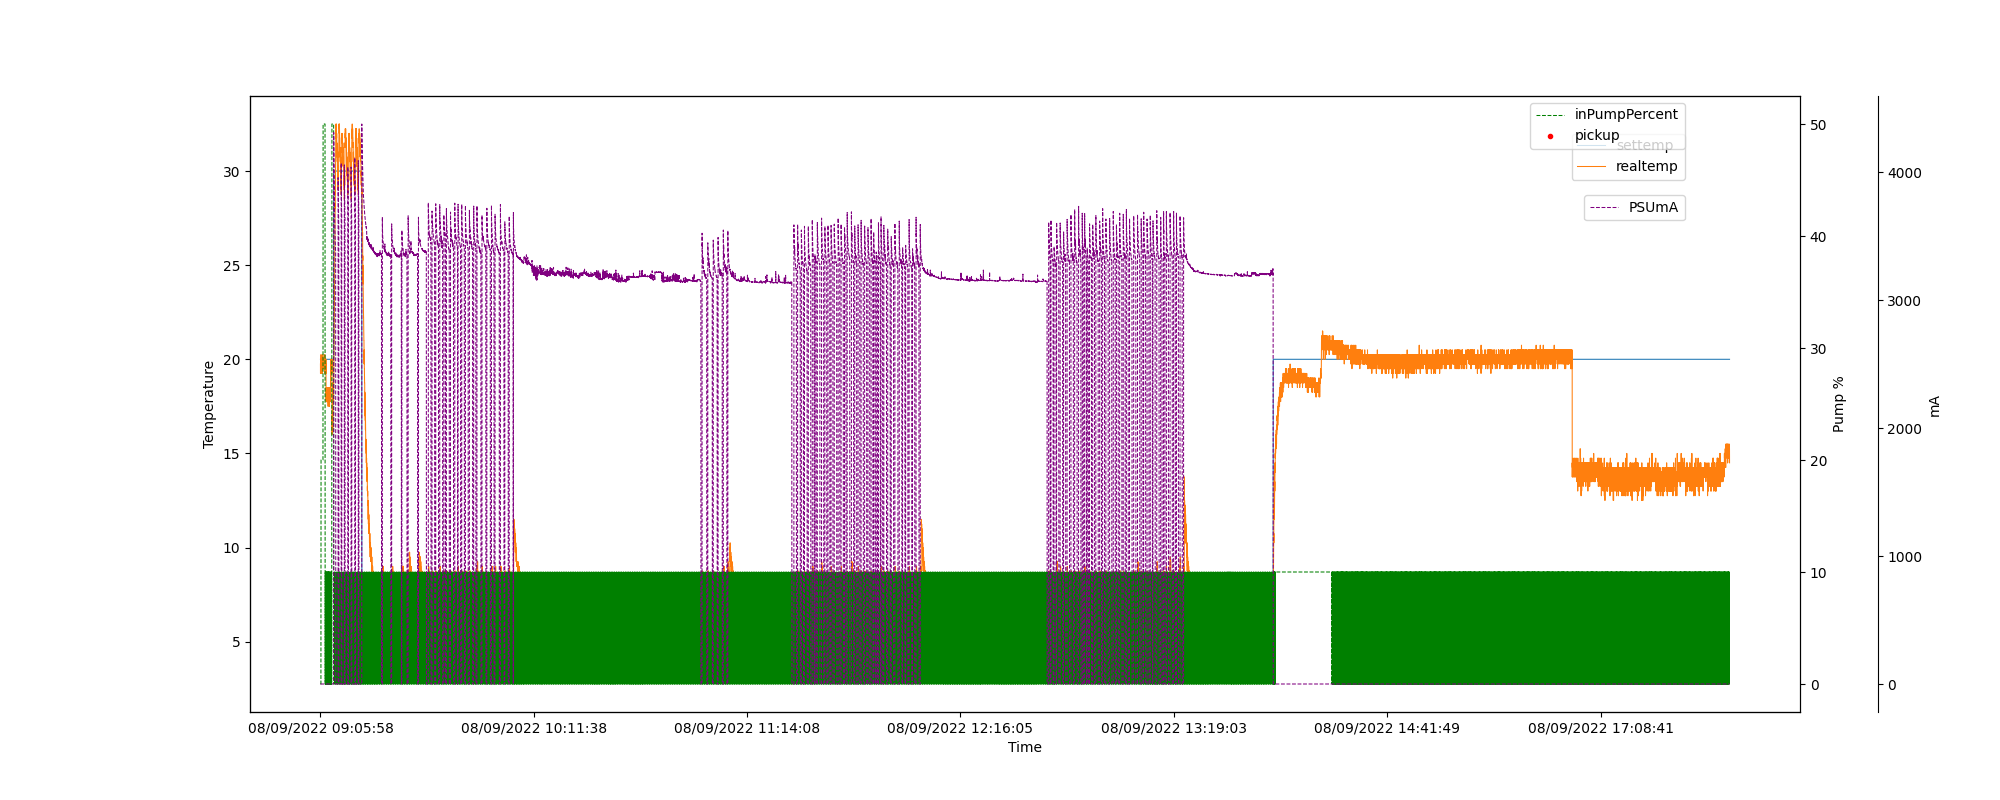 inPumpPercent
pickup
settemp
realtemp
PSUmA
30
25
20
15
10
5
Temperature
50
40
30
20
10
0
Pump %
4000
3000
2000
1000
0
mA
08/09/2022 09:05:58
08/09/2022 10:11:38
08/09/2022 11:14:08
08/09/2022 12:16:05
08/09/2022 13:19:03
08/09/2022 14:41:49
08/09/2022 17:08:41
Time